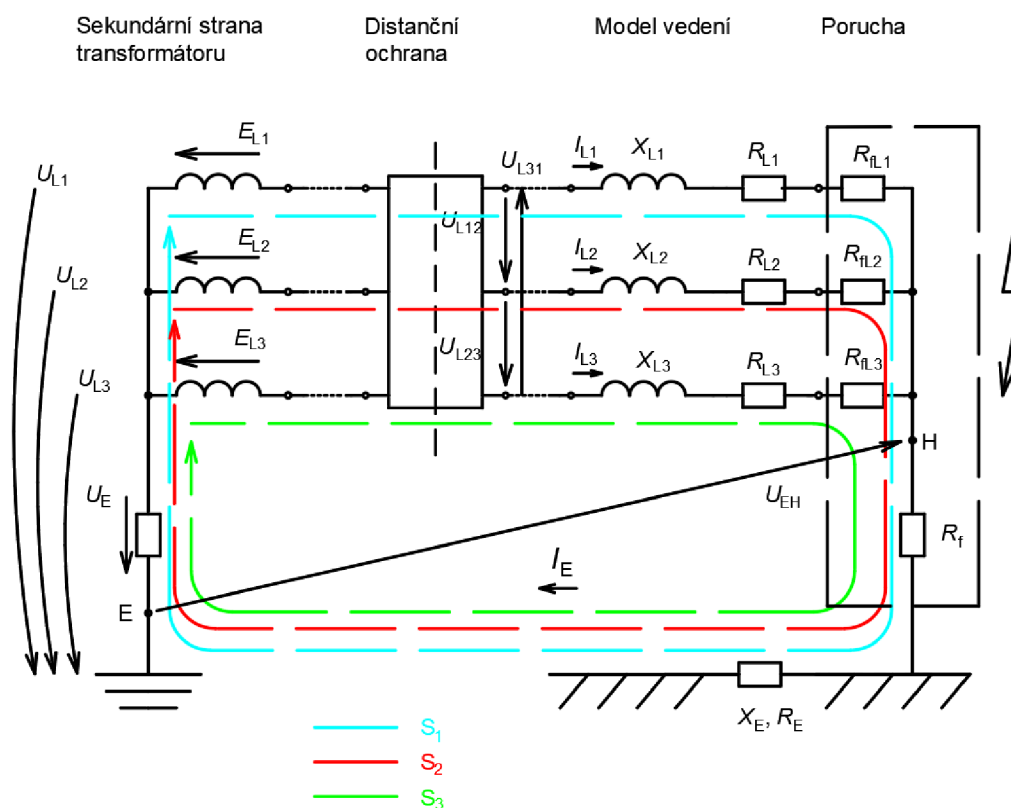 Sekundární strana
transformátoru
Distanční
ochrana
Model vedení
Porucha
E_L1
U_L31
I_L1
X_L1
R_L1
R_fL1
U_L1
U_L12
E_L2
I_L2
X_L2
R_L2
R_fL2
U_L2
E_L3
U_L23
I_L3
X_L3
R_L3
R_fL3
U_L3
H
U_E
U_EH
R_f
I_E
E
X_E, R_E
S_1
S_2
S_3